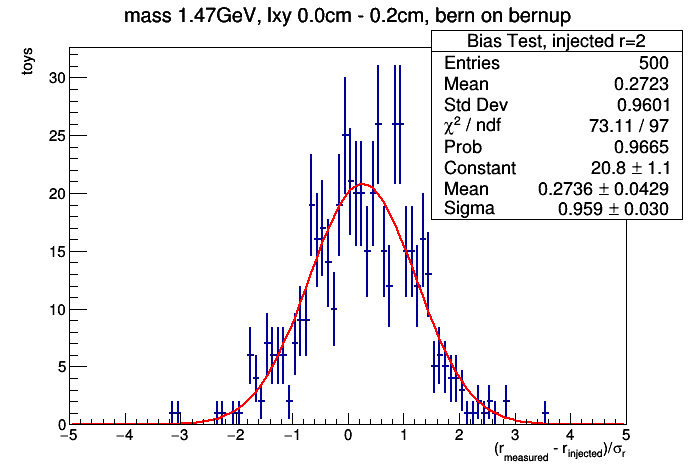 mass 1.47GeV, lxy 0.0cm - 0.2cm, bern on bernup
toys
Bias Test, injected r=2
Entries 500
Mean 0.2723
Std Dev 0.9601
χ² / ndf 73.11 / 97
Prob 0.9665
Constant 20.8 ± 1.1
Mean 0.2736 ± 0.0429
Sigma 0.959 ± 0.030
30
25
20
15
10
5
0
−5 −4 −3 −2 −1 0 1 2 3 4 5
(r_measured - r_injected)/σ_r